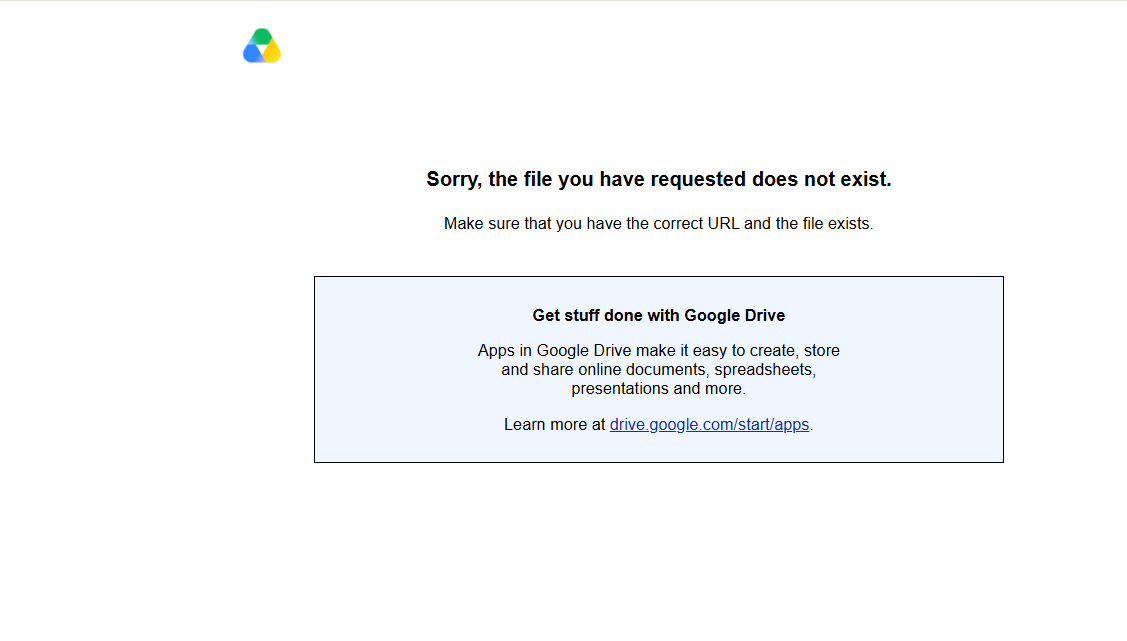 Sorry, the file you have requested does not exist.
Make sure that you have the correct URL and the file exists.
Get stuff done with Google Drive
Apps in Google Drive make it easy to create, store
and share online documents, spreadsheets,
presentations and more.
Learn more at drive.google.com/start/apps.